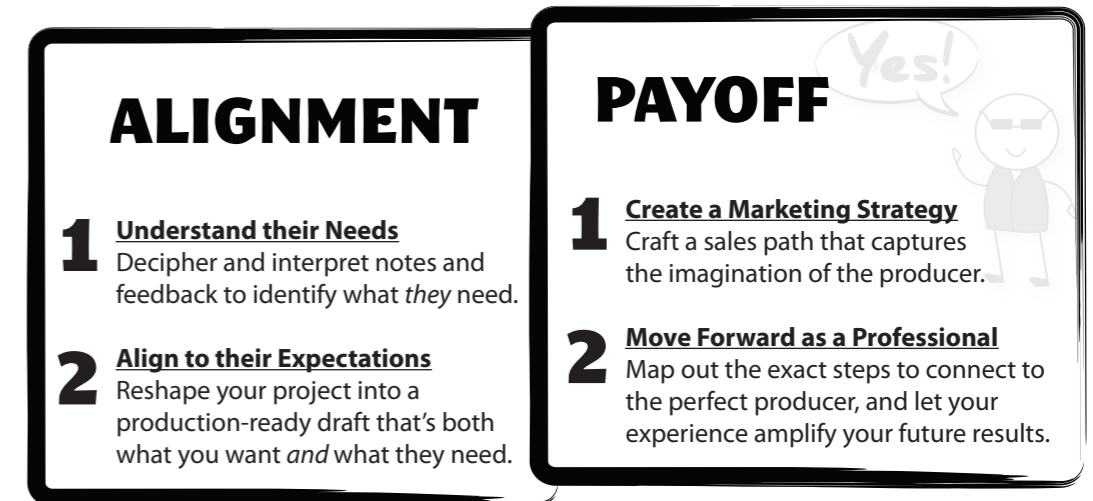 ALIGNMENT
1
Understand their Needs
Decipher and interpret notes and
feedback to identify what they need.
2
Align to their Expectations
Reshape your project into a
production-ready draft that's both
what you want and what they need.
PAYOFF
Yes!
1
Create a Marketing Strategy
Craft a sales path that captures
the imagination of the producer.
2
Move Forward as a Professional
Map out the exact steps to connect to
the perfect producer, and let your
experience amplify your future results.